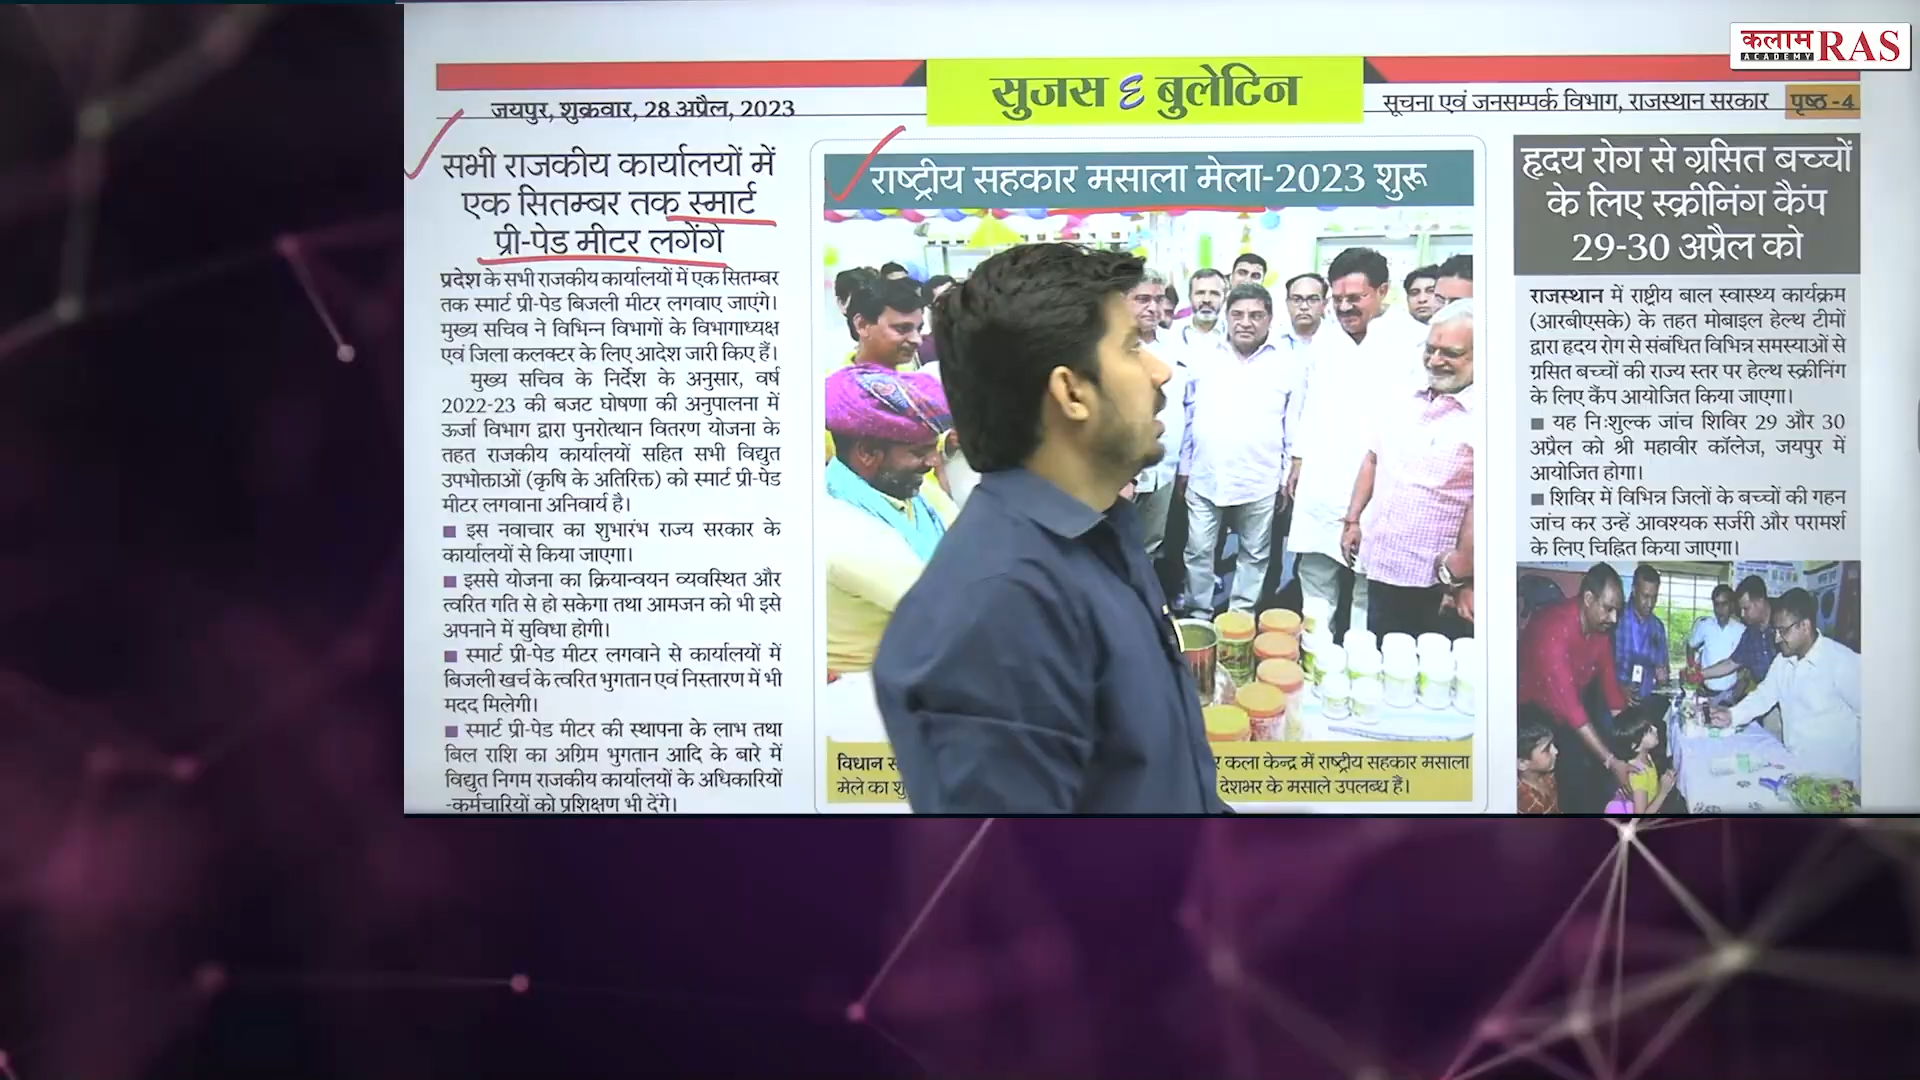 कलाम RAS
ACADEMY
सुजस e बुलेटिन
जयपुर, शुक्रवार, 28 अप्रैल, 2023
सूचना एवं जनसम्पर्क विभाग, राजस्थान सरकार
पृष्ठ -4
सभी राजकीय कार्यालयों में
एक सितम्बर तक स्मार्ट
प्री-पेड मीटर लगेंगे
प्रदेश के सभी राजकीय कार्यालयों में एक सितम्बर
तक स्मार्ट प्री-पेड बिजली मीटर लगवाए जाएंगे।
मुख्य सचिव ने विभिन्न विभागों के विभागाध्यक्ष
एवं जिला कलक्टर के लिए आदेश जारी किए हैं।
मुख्य सचिव के निर्देश के अनुसार, वर्ष
2022-23 की बजट घोषणा की अनुपालना में
ऊर्जा विभाग द्वारा पुनरोत्थान वितरण योजना के
तहत राजकीय कार्यालयों सहित सभी विद्युत
उपभोक्ताओं (कृषि के अतिरिक्त) को स्मार्ट प्री-पेड
मीटर लगवाना अनिवार्य है।
■ इस नवाचार का शुभारंभ राज्य सरकार के
कार्यालयों से किया जाएगा।
■ इससे योजना का क्रियान्वयन व्यवस्थित और
त्वरित गति से हो सकेगा तथा आमजन को भी इसे
अपनाने में सुविधा होगी।
■ स्मार्ट प्री-पेड मीटर लगवाने से कार्यालयों में
बिजली खर्च के त्वरित भुगतान एवं निस्तारण में भी
मदद मिलेगी।
■ स्मार्ट प्री-पेड मीटर की स्थापना के लाभ तथा
बिल राशि का अग्रिम भुगतान आदि के बारे में
विद्युत निगम राजकीय कार्यालयों के अधिकारियों
-कर्मचारियों को प्रशिक्षण भी देंगे।
राष्ट्रीय सहकार मसाला मेला-2023 शुरू
विधान कला केन्द्र में राष्ट्रीय सहकार मसाला
मेले का देशभर के मसाले उपलब्ध हैं।
हृदय रोग से ग्रसित बच्चों
के लिए स्क्रीनिंग कैंप
29-30 अप्रैल को
राजस्थान में राष्ट्रीय बाल स्वास्थ्य कार्यक्रम
(आरबीएसके) के तहत मोबाइल हेल्थ टीमों
द्वारा हृदय रोग से संबंधित विभिन्न समस्याओं से
ग्रसित बच्चों की राज्य स्तर पर हेल्थ स्क्रीनिंग
के लिए कैंप आयोजित किया जाएगा।
■ यह निःशुल्क जांच शिविर 29 और 30
अप्रैल को श्री महावीर कॉलेज, जयपुर में
आयोजित होगा।
■ शिविर में विभिन्न जिलों के बच्चों की गहन
जांच कर उन्हें आवश्यक सर्जरी और परामर्श
के लिए चिह्नित किया जाएगा।